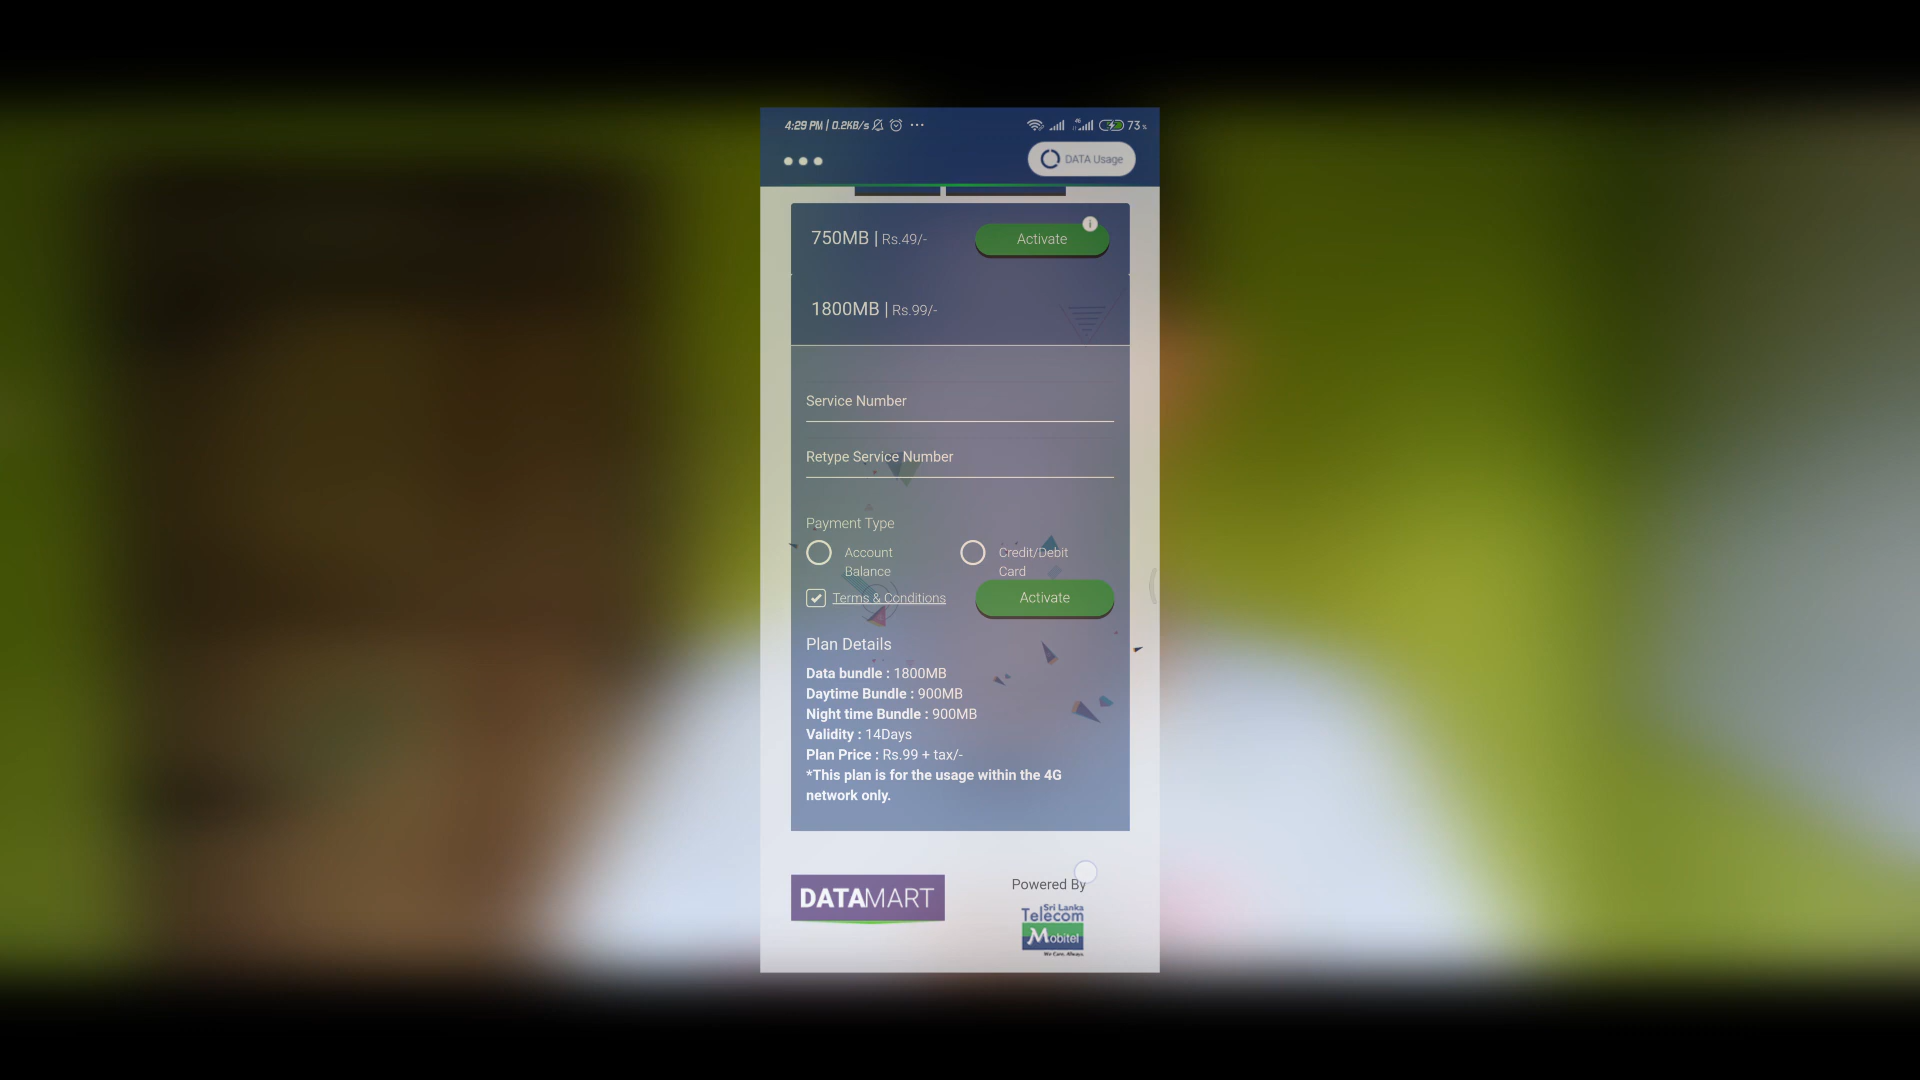 4:29 PM | 0.2KB/s ... 73%
DATA Usage
750MB | Rs.49/- Activate
1800MB | Rs.99/-
Service Number
Retype Service Number
Payment Type
Account Balance
Credit/Debit Card
Terms & Conditions Activate
Plan Details
Data bundle : 1800MB
Daytime Bundle : 900MB
Night time Bundle : 900MB
Validity : 14Days
Plan Price : Rs.99 + tax/-
*This plan is for the usage within the 4G
network only.
DATAMART
Powered By
Sri Lanka
Telecom
Mobitel
We Care. Always.